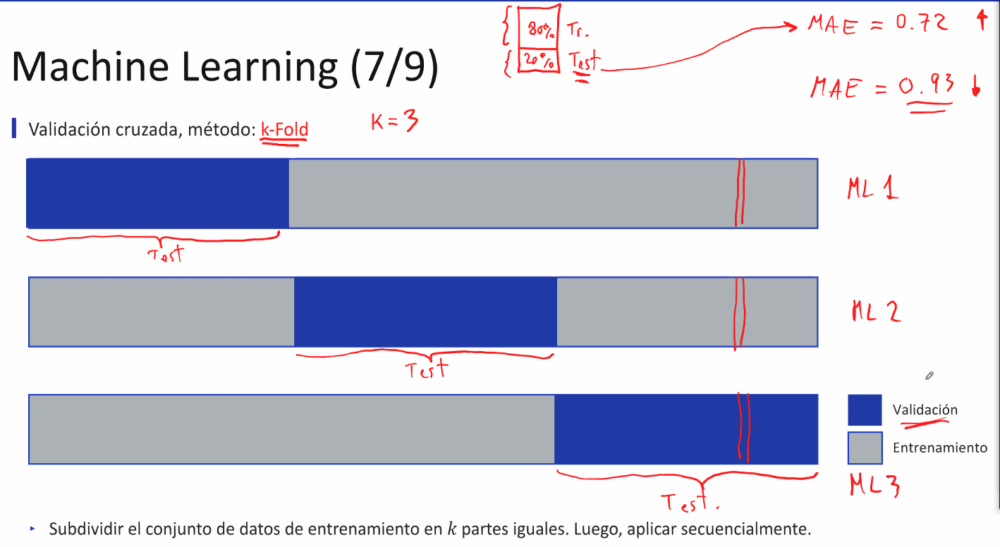 80% Tr.
20% Test
MAE = 0.72
Machine Learning (7/9)
MAE = 0.93
Validación cruzada, método: k-Fold
K = 3
ML 1
Test
ML 2
Test
Validación
Entrenamiento
ML 3
Test.
Subdividir el conjunto de datos de entrenamiento en k partes iguales. Luego, aplicar secuencialmente.